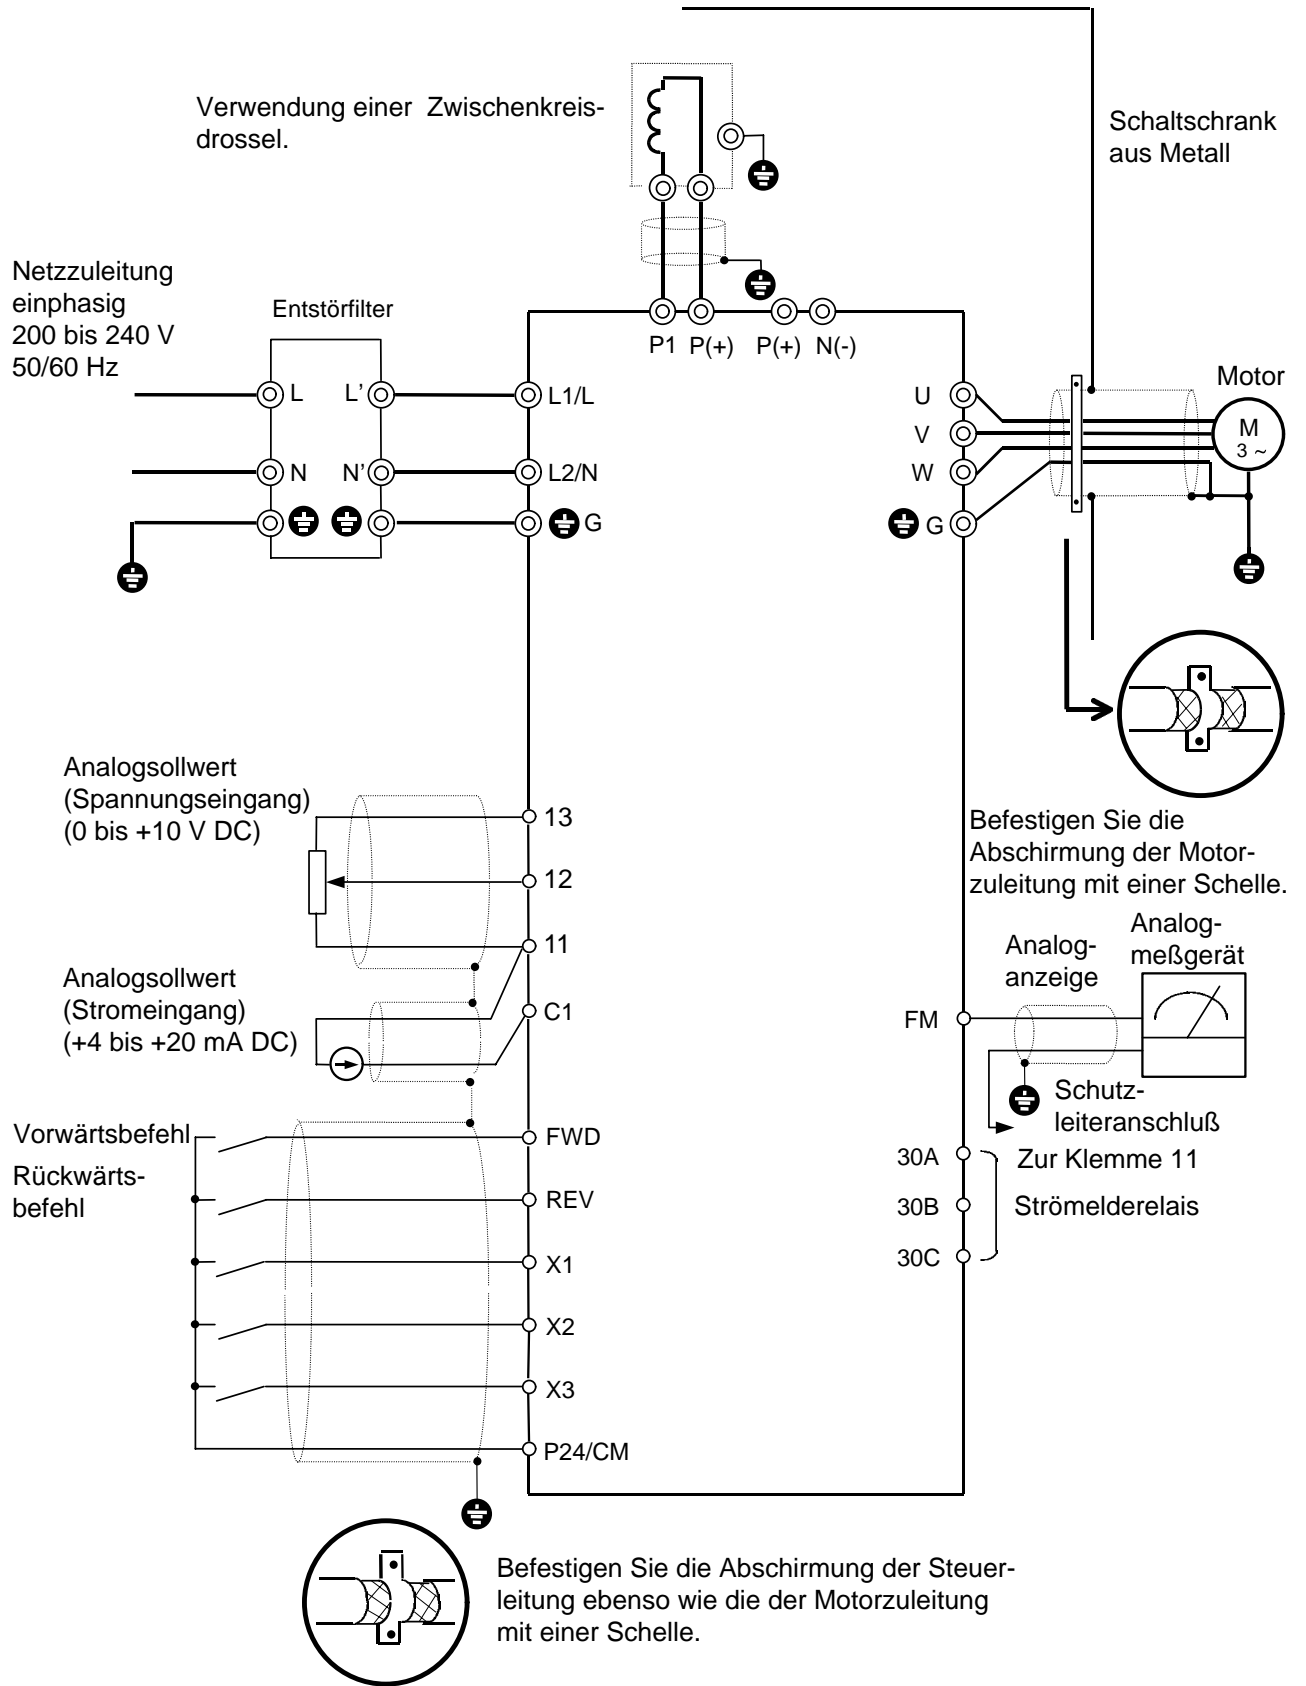 Verwendung einer Zwischenkreis-
drossel.
Schaltschrank
aus Metall
Netzzuleitung
einphasig
200 bis 240 V
50/60 Hz
Entstörfilter
P1 P(+) P(+) N(-)
L L' L1/L
N N' L2/N
G
U
V
W
G
Motor
M
3 ~
Analogsollwert
(Spannungseingang)
(0 bis +10 V DC)
13
12
11
Befestigen Sie die
Abschirmung der Motor-
zuleitung mit einer Schelle.
Analogsollwert
(Stromeingang)
(+4 bis +20 mA DC)
C1
Analog-
anzeige
Analog-
meßgerät
FM
Schutz-
leiteranschluß
Zur Klemme 11
Vorwärtsbefehl
Rückwärts-
befehl
FWD
REV
X1
X2
X3
P24/CM
30A
30B
30C
Strömelderelais
Befestigen Sie die Abschirmung der Steuer-
leitung ebenso wie die der Motorzuleitung
mit einer Schelle.